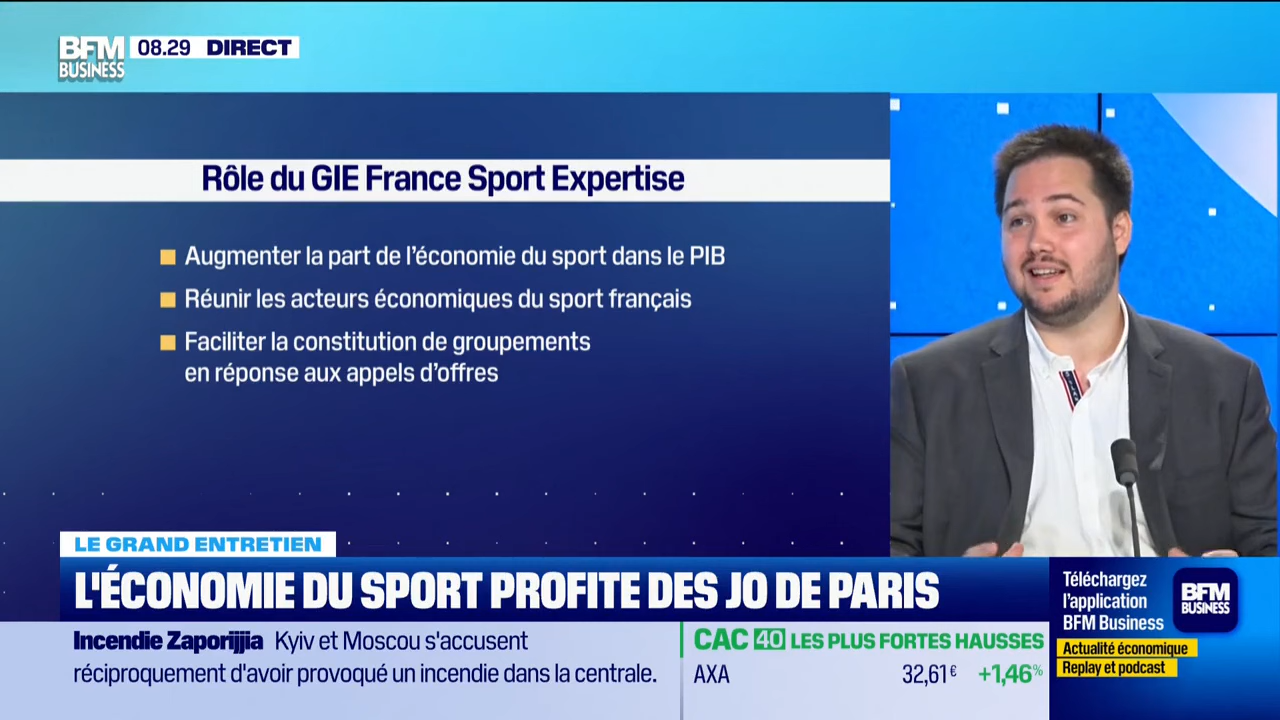 BFM
BUSINESS
08.29 DIRECT
Rôle du GIE France Sport Expertise
Augmenter la part de l'économie du sport dans le PIB
Réunir les acteurs économiques du sport français
Faciliter la constitution de groupements
en réponse aux appels d'offres
LE GRAND ENTRETIEN
L'ÉCONOMIE DU SPORT PROFITE DES JO DE PARIS
Incendie Zaporijjia Kyiv et Moscou s'accusent
réciproquement d'avoir provoqué un incendie dans la centrale.
CAC 40 LES PLUS FORTES HAUSSES
AXA 32,61€ +1,46%
Téléchargez
l'application
BFM Business
BFM
BUSINESS
Actualité économique
Replay et podcast